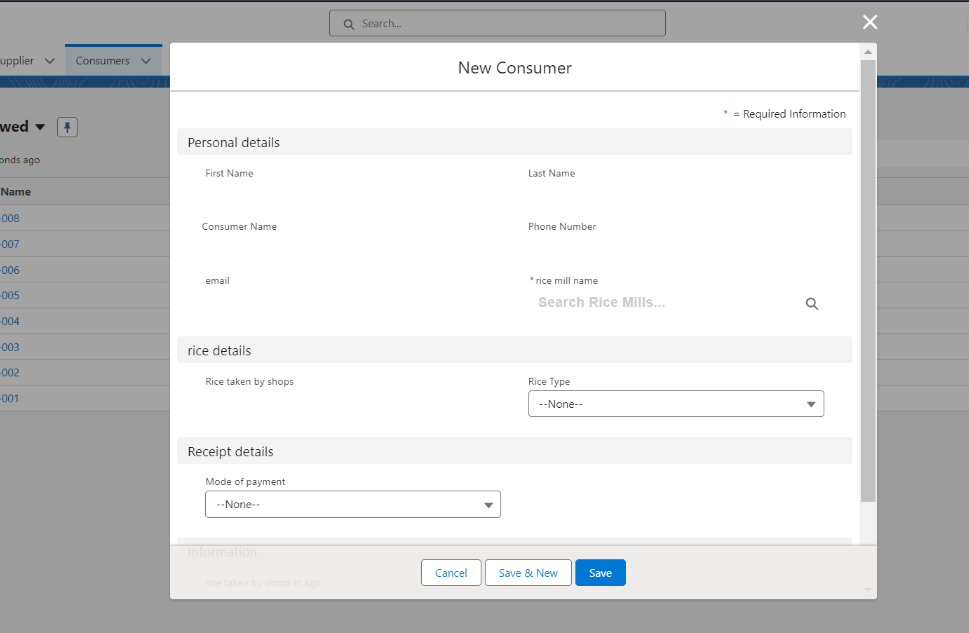 Search...
upplier
Consumers
New Consumer
* = Required Information
wed
Personal details
onds ago
First Name
Last Name
Name
-008
Consumer Name
Phone Number
-007
-006
email
* rice mill name
-005
Search Rice Mills...
-004
-003
rice details
-002
Rice taken by shops
Rice Type
-001
--None--
Receipt details
Mode of payment
--None--
Information
Cancel
Save & New
Save
rice taken by shops in kgs